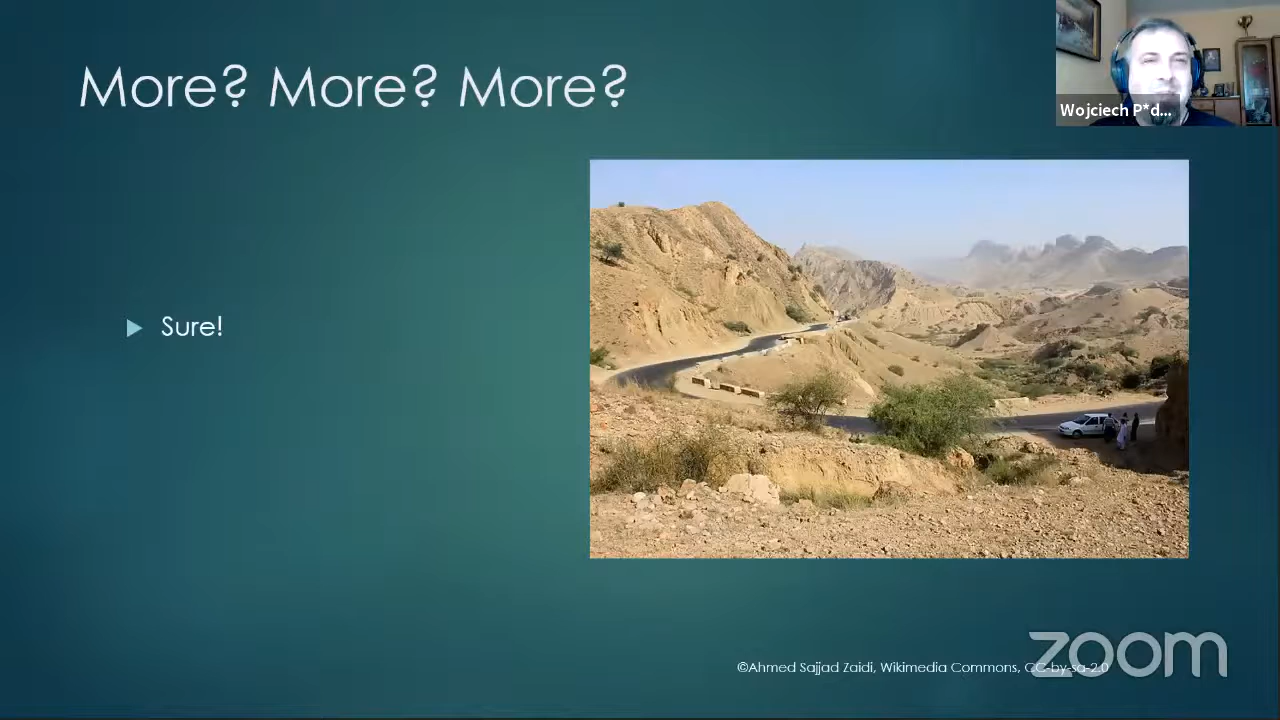 More? More? More?
Wojciech P*d...
Sure!
©Ahmed Sajjad Zaidi, Wikimedia Commons, CC-by-sa-2.0
zoom